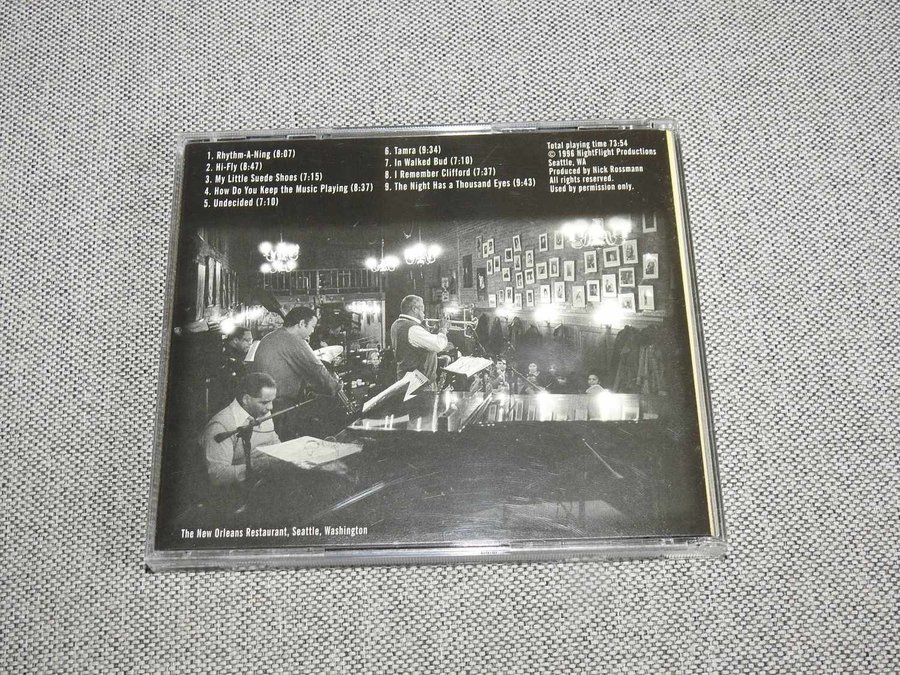 1. Rhythm-A-Ning (8:07)
2. Hi-Fly (8:47)
3. My Little Suede Shoes (7:15)
4. How Do You Keep the Music Playing (8:37)
5. Undecided (7:10)
6. Tamra (9:34)
7. In Walked Bud (7:10)
8. I Remember Clifford (7:37)
9. The Night Has a Thousand Eyes (9:43)
Total playing time 73:54
© 1996 NightFlight Productions
Seattle, WA
Produced by Nick Rossmann
All rights reserved.
Used by permission only.
The New Orleans Restaurant, Seattle, Washington